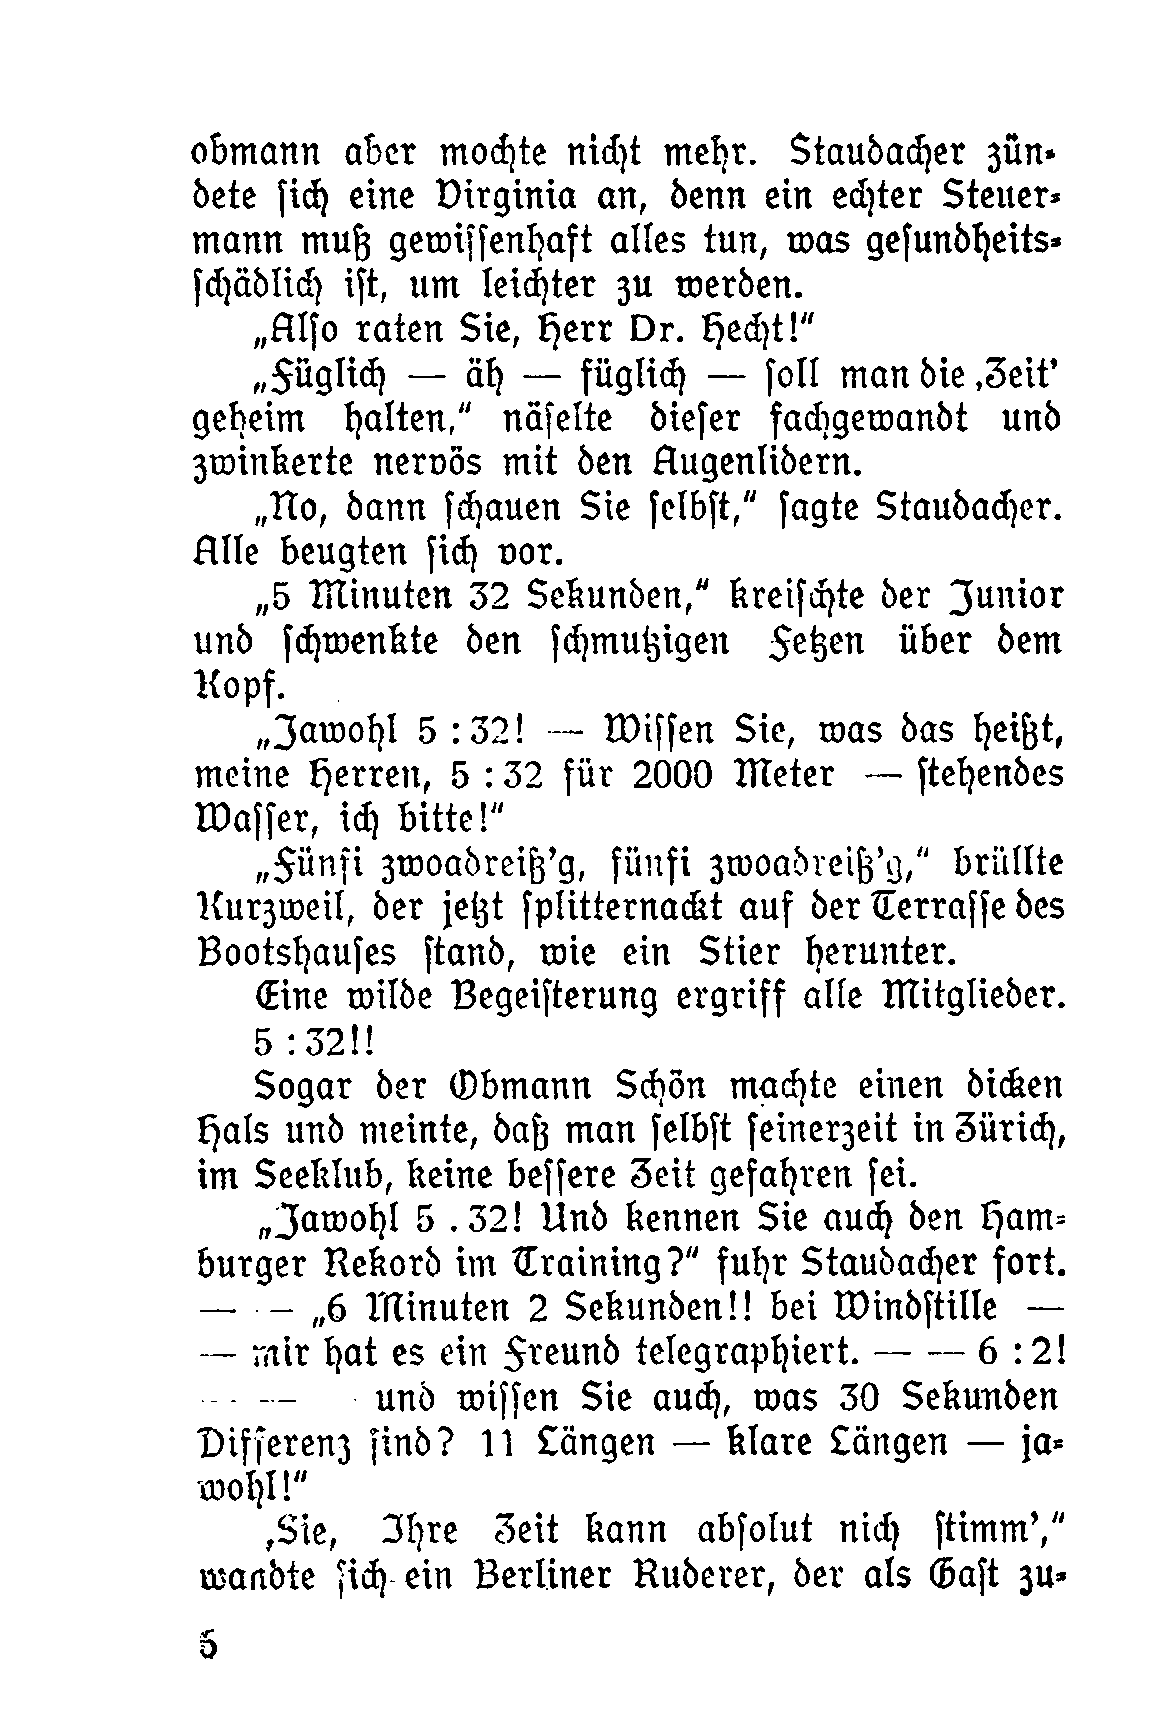 obmann aber mochte nicht mehr. Staudacher zün-
dete ſich eine Virginia an, denn ein echter Steuer-
mann muß gewiſſenhaft alles tun, was geſundheits-
ſchädlich iſt, um leichter zu werden.
„Alſo raten Sie, Herr Dr. Hecht!“
„Füglich — äh — füglich — ſoll man die ‚Zeit’
geheim halten,“ näſelte dieſer fachgewandt und
zwinkerte nervös mit den Augenlidern.
„No, dann ſchauen Sie ſelbſt,“ ſagte Staudacher.
Alle beugten ſich vor.
„5 Minuten 32 Sekunden,“ kreiſchte der Junior
und ſchwenkte den ſchmutzigen Fetzen über dem
Kopf.
„Jawohl 5 : 32! — Wiſſen Sie, was das heißt,
meine Herren, 5 : 32 für 2000 Meter — ſtehendes
Waſſer, ich bitte!“
„Fünfi zwoadreiß’g, fünfi zwoadreiß’g,“ brüllte
Kurzweil, der jetzt ſplitternackt auf der Terraſſe des
Bootshauſes ſtand, wie ein Stier herunter.
Eine wilde Begeiſterung ergriff alle Mitglieder.
5 : 32!!
Sogar der Obmann Schön machte einen dicken
Hals und meinte, daß man ſelbſt ſeinerzeit in Zürich,
im Seeklub, keine beſſere Zeit gefahren ſei.
„Jawohl 5 . 32! Und kennen Sie auch den Ham-
burger Rekord im Training?“ fuhr Staudacher fort.
— — „6 Minuten 2 Sekunden!! bei Windſtille —
— mir hat es ein Freund telegraphiert. — — 6 : 2!
— — und wiſſen Sie auch, was 30 Sekunden
Differenz ſind? 11 Längen — klare Längen — ja-
wohl!“
‚Sie, Ihre Zeit kann abſolut nich ſtimm’,“
wandte ſich ein Berliner Ruderer, der als Gaſt zu-